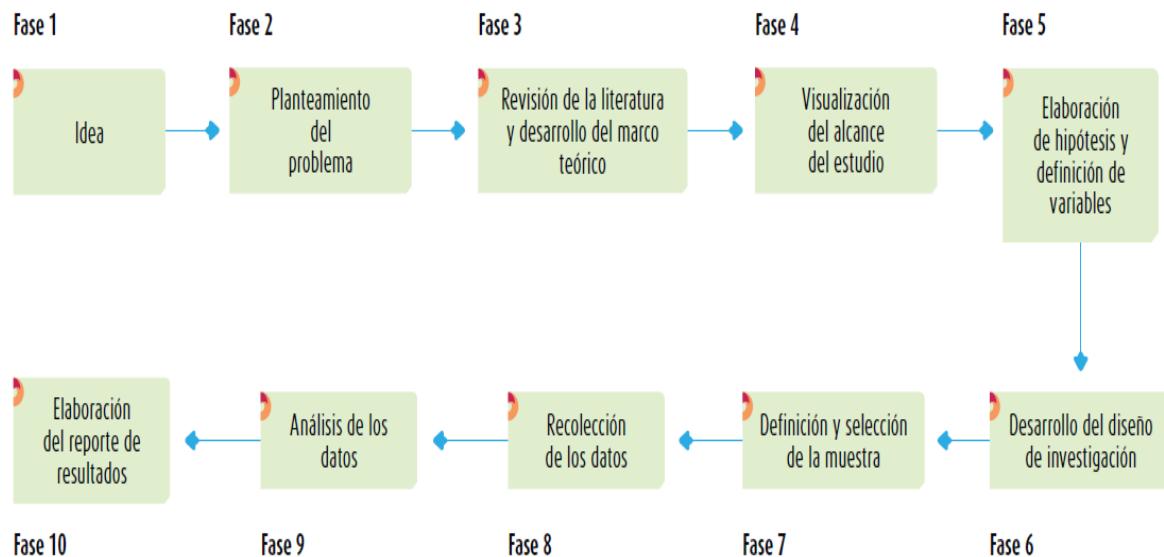 Fase 1
Idea
Fase 2
Planteamiento
del
problema
Fase 3
Revisión de la literatura
y desarrollo del marco
teórico
Fase 4
Visualización
del alcance
del estudio
Fase 5
Elaboración
de hipótesis y
definición de
variables
Desarrollo del diseño
de investigación
Fase 6
Definición y selección
de la muestra
Fase 7
Recolección
de los datos
Fase 8
Análisis de los
datos
Fase 9
Elaboración
del reporte de
resultados
Fase 10